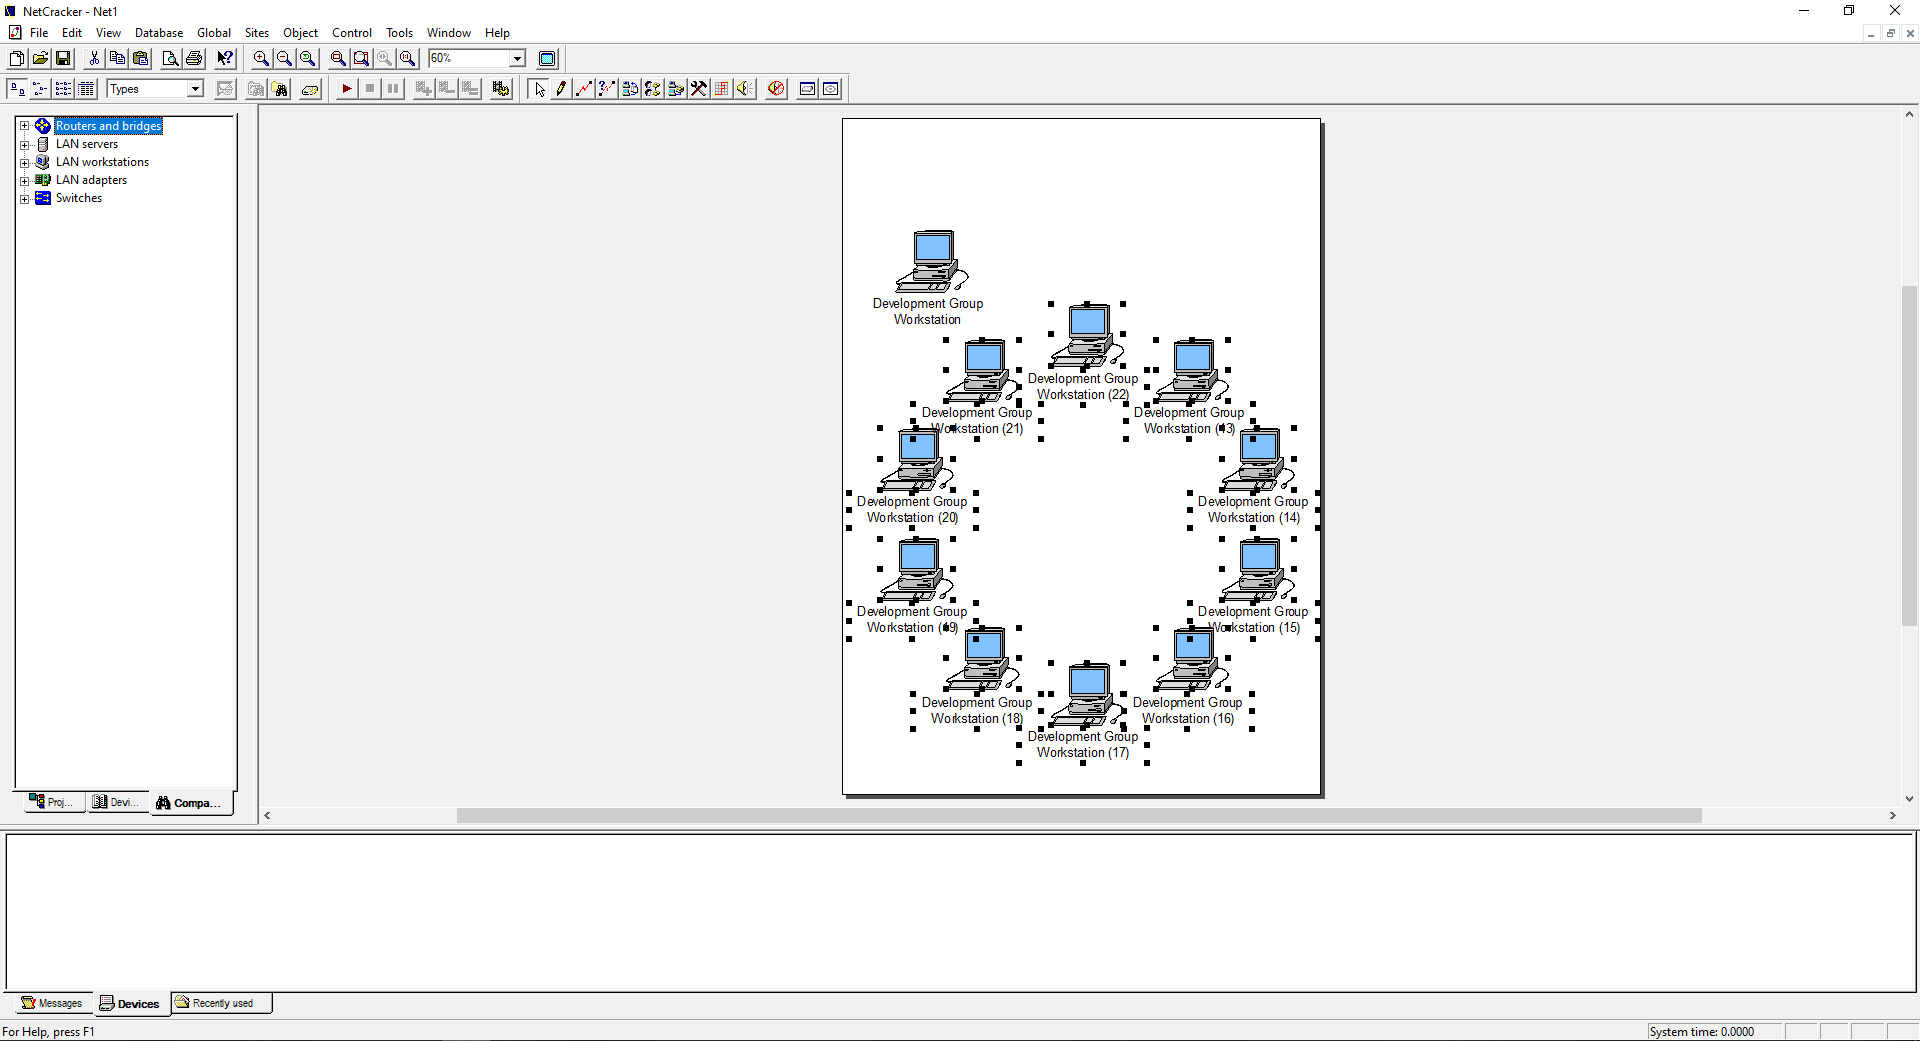 NetCracker - Net1
File Edit View Database Global Sites Object Control Tools Window Help
60%
Types
Routers and bridges
LAN servers
LAN workstations
LAN adapters
Switches
Development Group
Workstation
Development Group
Workstation (22)
Development Group
Workstation (21)
Development Group
Workstation (13)
Development Group
Workstation (20)
Development Group
Workstation (14)
Development Group
Workstation (19)
Development Group
Workstation (15)
Development Group
Workstation (18)
Development Group
Workstation (16)
Development Group
Workstation (17)
Proj... Devi... Compa...
Messages Devices Recently used
For Help, press F1
System time: 0.0000